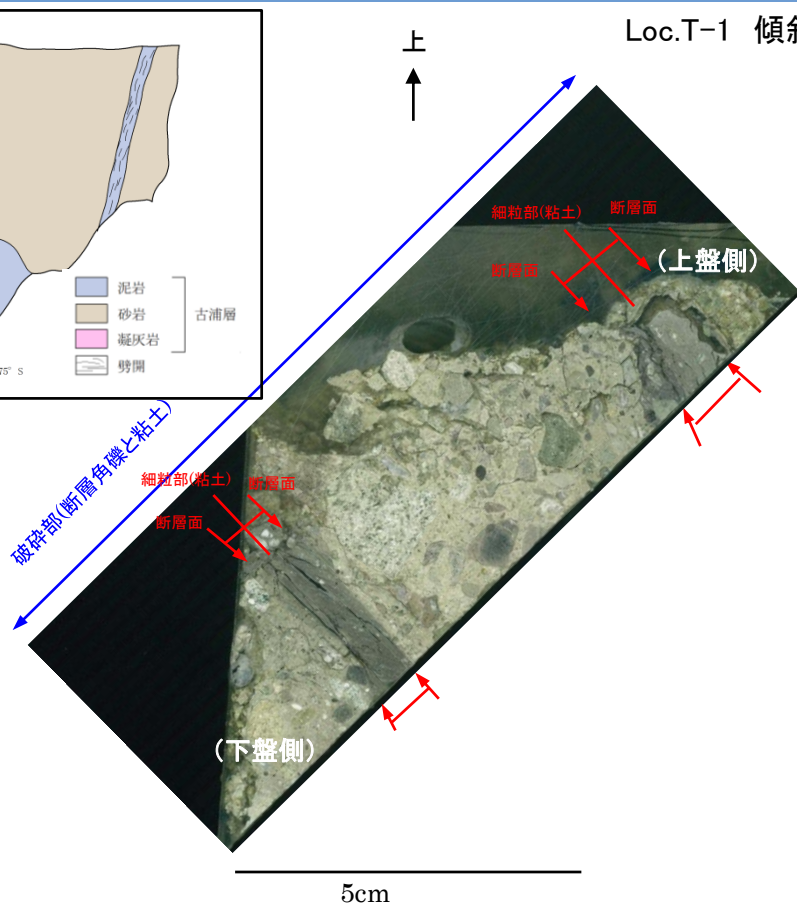 Loc.T-1 傾斜
上
泥岩
砂岩
凝灰岩
劈開
古浦層
75° S
細粒部(粘土)
断層面
断層面
(上盤側)
破砕部(断層角礫と粘土)
細粒部(粘土)
断層面
断層面
(下盤側)
5cm